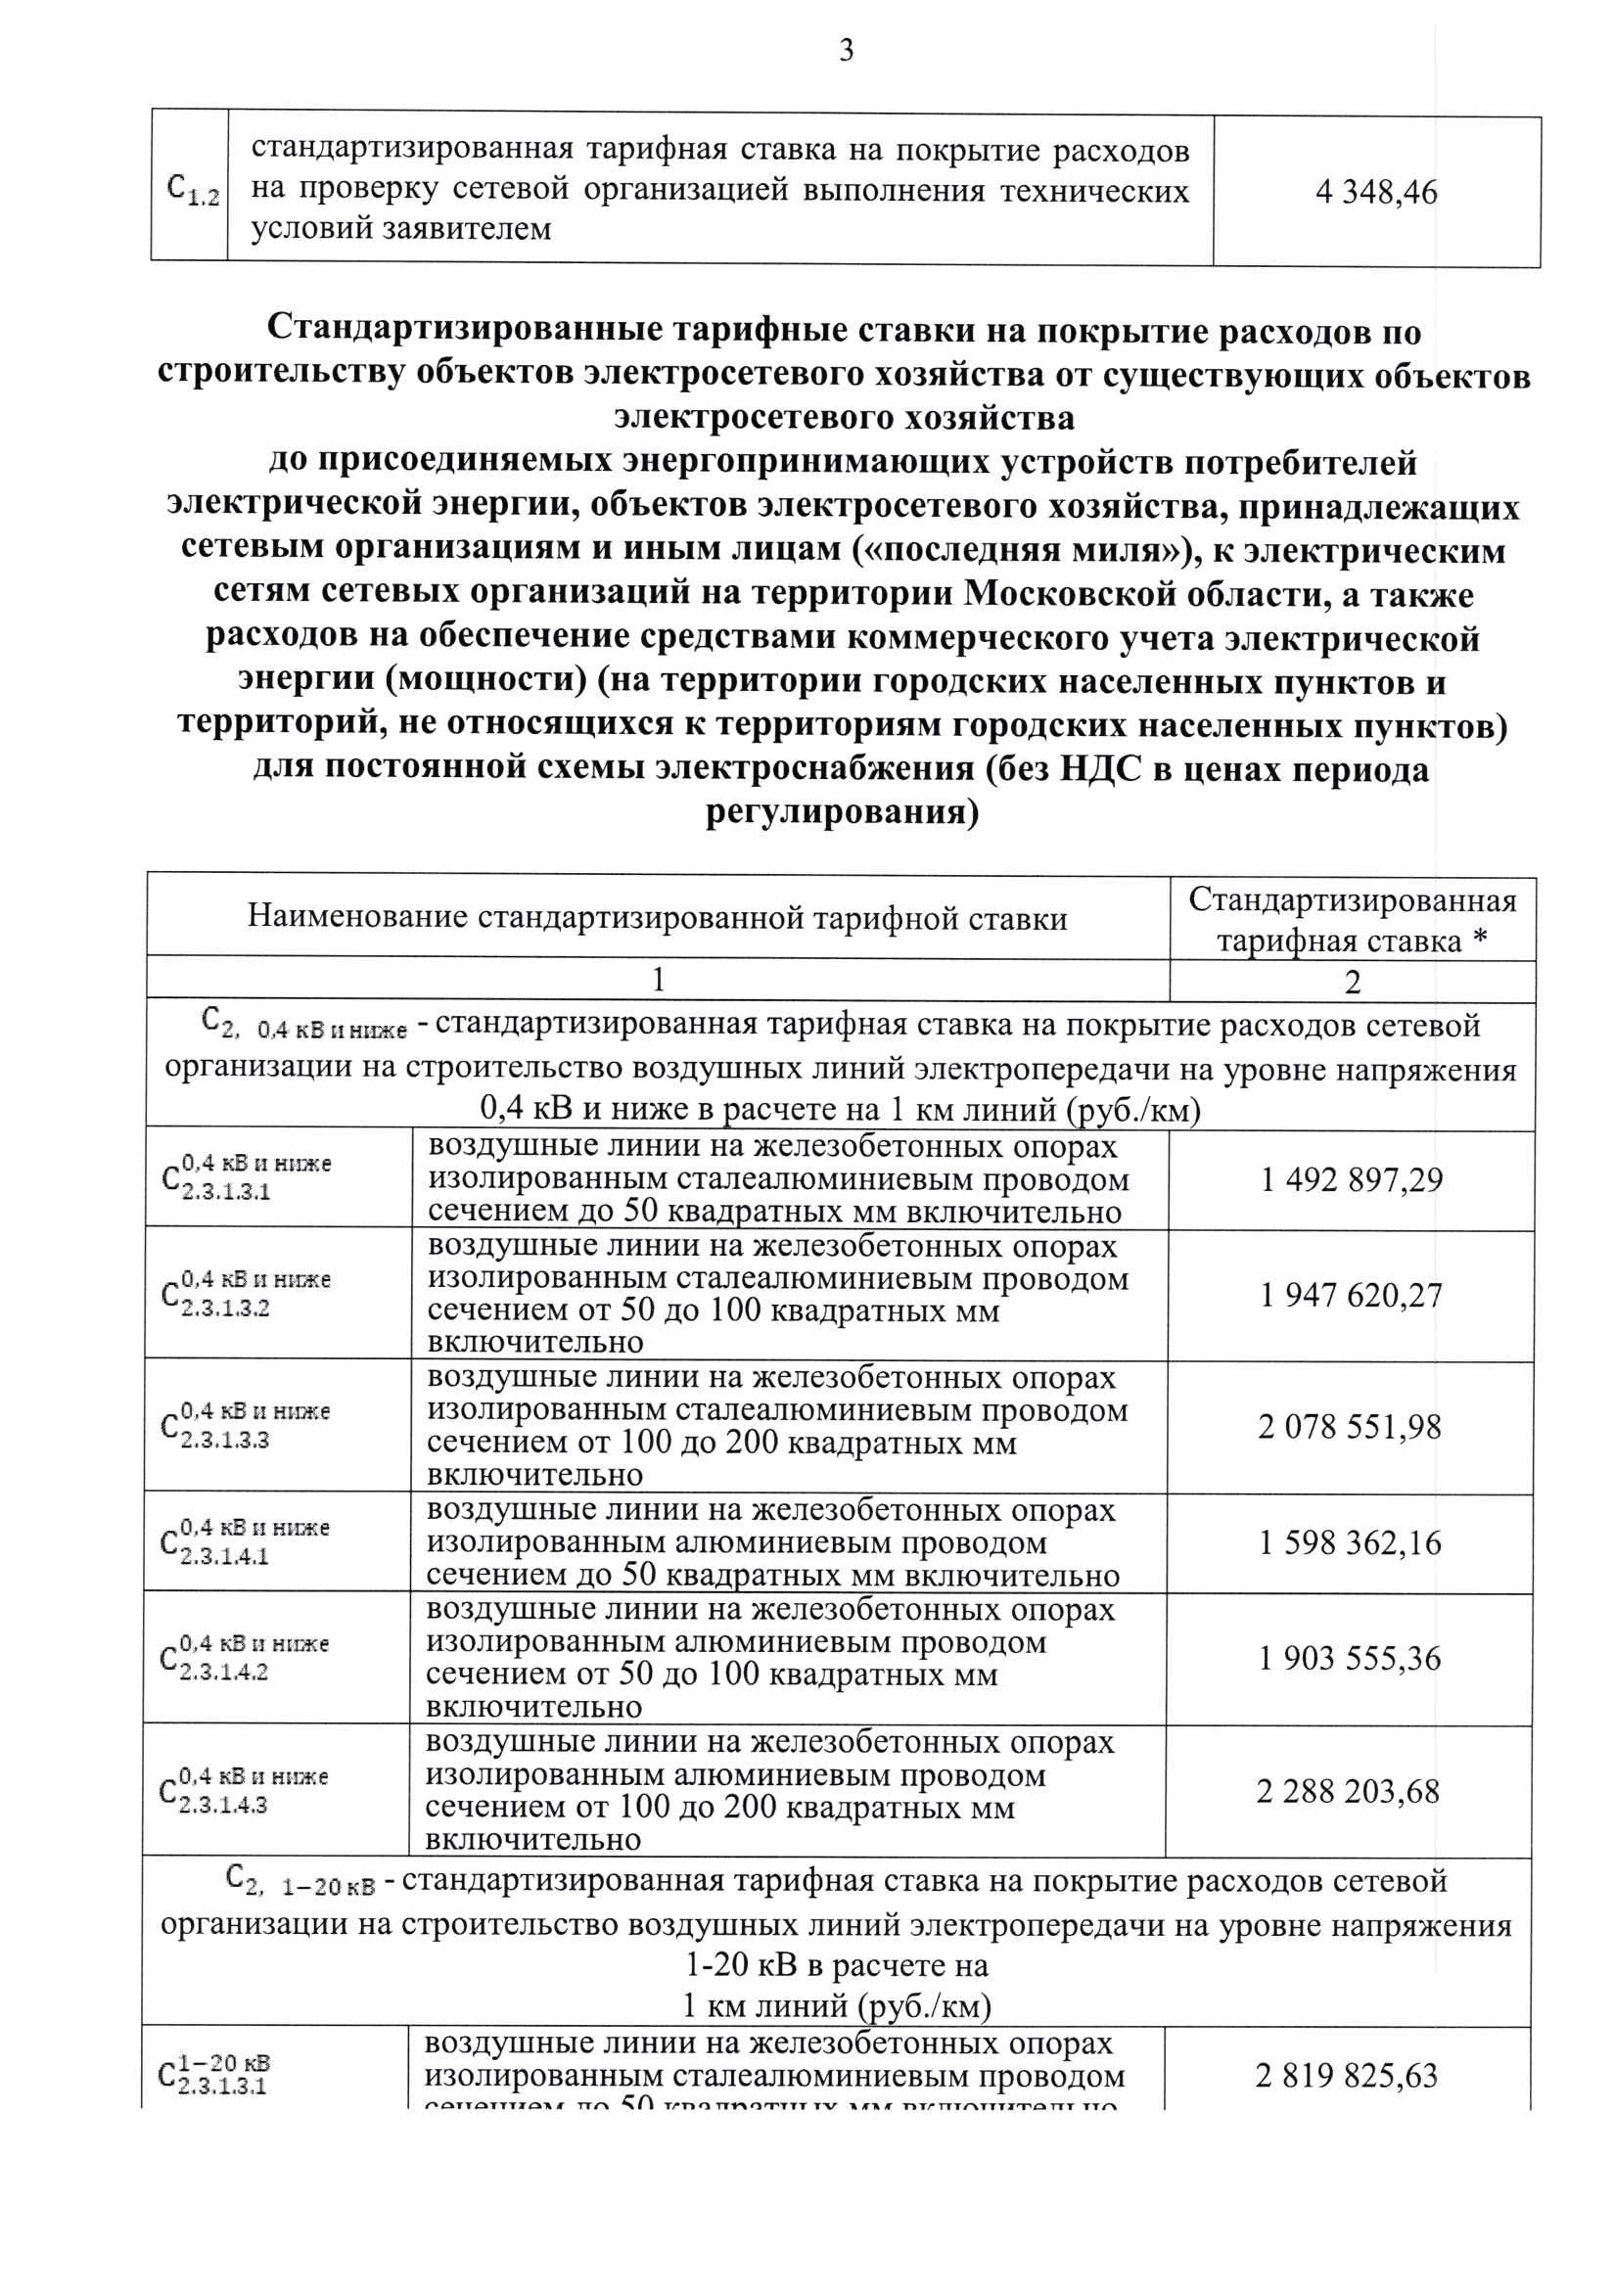 3
C1.2
стандартизированная тарифная ставка на покрытие расходов
на проверку сетевой организацией выполнения технических
условий заявителем
4 348,46
Стандартизированные тарифные ставки на покрытие расходов по
строительству объектов электросетевого хозяйства от существующих объектов
электросетевого хозяйства
до присоединяемых энергопринимающих устройств потребителей
электрической энергии, объектов электросетевого хозяйства, принадлежащих
сетевым организациям и иным лицам («последняя миля»), к электрическим
сетям сетевых организаций на территории Московской области, а также
расходов на обеспечение средствами коммерческого учета электрической
энергии (мощности) (на территории городских населенных пунктов и
территорий, не относящихся к территориям городских населенных пунктов)
для постоянной схемы электроснабжения (без НДС в ценах периода
регулирования)
Наименование стандартизированной тарифной ставки
Стандартизированная
тарифная ставка *
1
2
C2, 0,4 кВ и ниже - стандартизированная тарифная ставка на покрытие расходов сетевой
организации на строительство воздушных линий электропередачи на уровне напряжения
0,4 кВ и ниже в расчете на 1 км линий (руб./км)
C 0,4 кВ и ниже
2.3.1.3.1
воздушные линии на железобетонных опорах
изолированным сталеалюминиевым проводом
сечением до 50 квадратных мм включительно
1 492 897,29
C 0,4 кВ и ниже
2.3.1.3.2
воздушные линии на железобетонных опорах
изолированным сталеалюминиевым проводом
сечением от 50 до 100 квадратных мм
включительно
1 947 620,27
C 0,4 кВ и ниже
2.3.1.3.3
воздушные линии на железобетонных опорах
изолированным сталеалюминиевым проводом
сечением от 100 до 200 квадратных мм
включительно
2 078 551,98
C 0,4 кВ и ниже
2.3.1.4.1
воздушные линии на железобетонных опорах
изолированным алюминиевым проводом
сечением до 50 квадратных мм включительно
1 598 362,16
C 0,4 кВ и ниже
2.3.1.4.2
воздушные линии на железобетонных опорах
изолированным алюминиевым проводом
сечением от 50 до 100 квадратных мм
включительно
1 903 555,36
C 0,4 кВ и ниже
2.3.1.4.3
воздушные линии на железобетонных опорах
изолированным алюминиевым проводом
сечением от 100 до 200 квадратных мм
включительно
2 288 203,68
C2, 1–20 кВ - стандартизированная тарифная ставка на покрытие расходов сетевой
организации на строительство воздушных линий электропередачи на уровне напряжения
1-20 кВ в расчете на
1 км линий (руб./км)
C 1–20 кВ
2.3.1.3.1
воздушные линии на железобетонных опорах
изолированным сталеалюминиевым проводом
сечением до 50 квадратных мм включительно
2 819 825,63